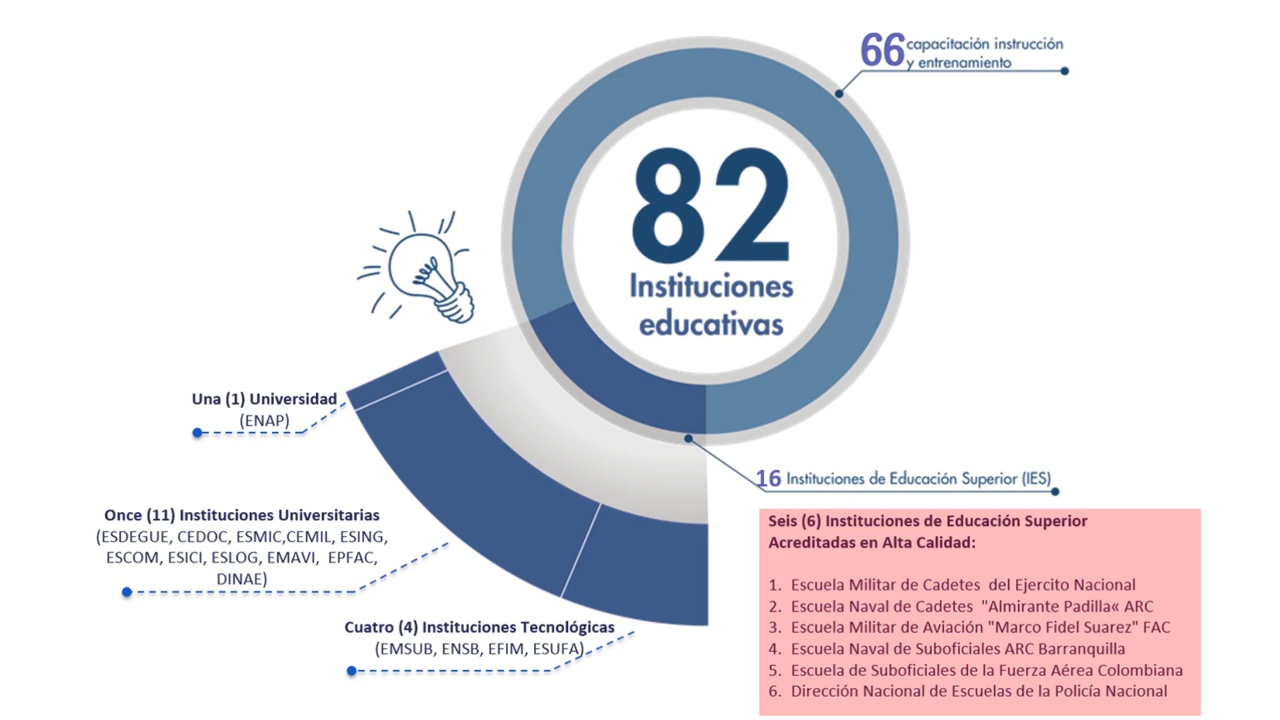 66 capacitación instrucción
y entrenamiento
82
Instituciones
educativas
Una (1) Universidad
(ENAP)
16 Instituciones de Educación Superior (IES)
Once (11) Instituciones Universitarias
(ESDEGUE, CEDOC, ESMIC,CEMIL, ESING,
ESCOM, ESICI, ESLOG, EMAVI, EPFAC,
DINAE)
Cuatro (4) Instituciones Tecnológicas
(EMSUB, ENSB, EFIM, ESUFA)
Seis (6) Instituciones de Educación Superior
Acreditadas en Alta Calidad:
1. Escuela Militar de Cadetes del Ejercito Nacional
2. Escuela Naval de Cadetes "Almirante Padilla« ARC
3. Escuela Militar de Aviación "Marco Fidel Suarez" FAC
4. Escuela Naval de Suboficiales ARC Barranquilla
5. Escuela de Suboficiales de la Fuerza Aérea Colombiana
6. Dirección Nacional de Escuelas de la Policía Nacional